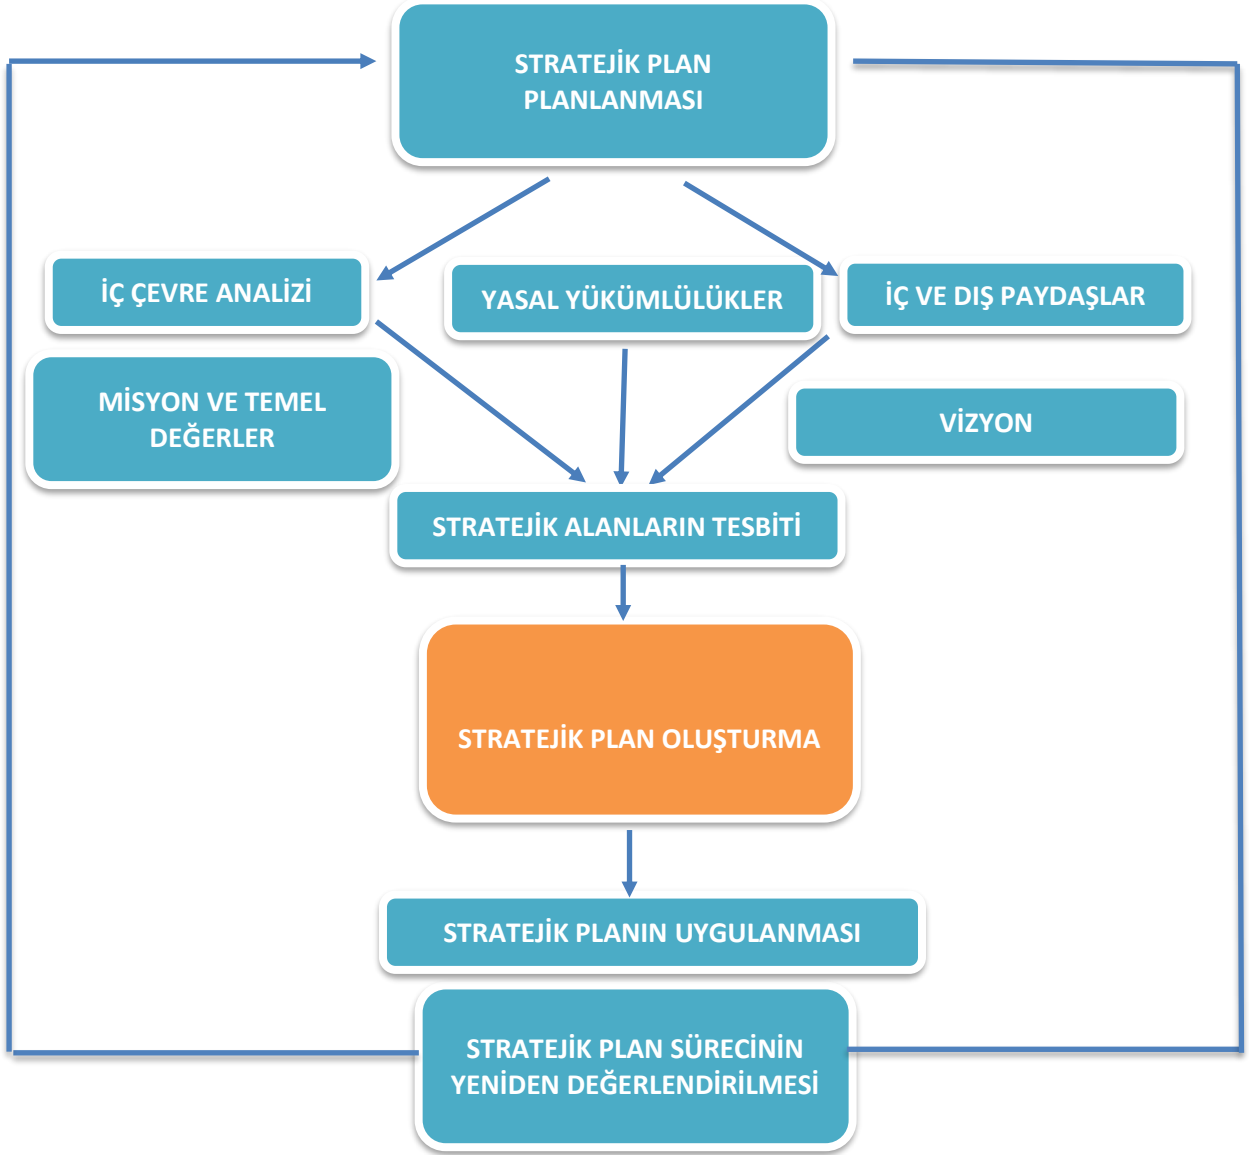 STRATEJİK PLAN
PLANLANMASI
İÇ ÇEVRE ANALİZİ
YASAL YÜKÜMLÜLÜKLER
İÇ VE DIŞ PAYDAŞLAR
MİSYON VE TEMEL
DEĞERLER
VİZYON
STRATEJİK ALANLARIN TESBİTİ
STRATEJİK PLAN OLUŞTURMA
STRATEJİK PLANIN UYGULANMASI
STRATEJİK PLAN SÜRECİNİN
YENİDEN DEĞERLENDİRİLMESİ